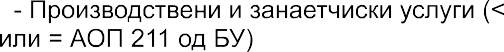 - Производствени и занаетчиски услуги (<
или = АОП 211 од БУ)